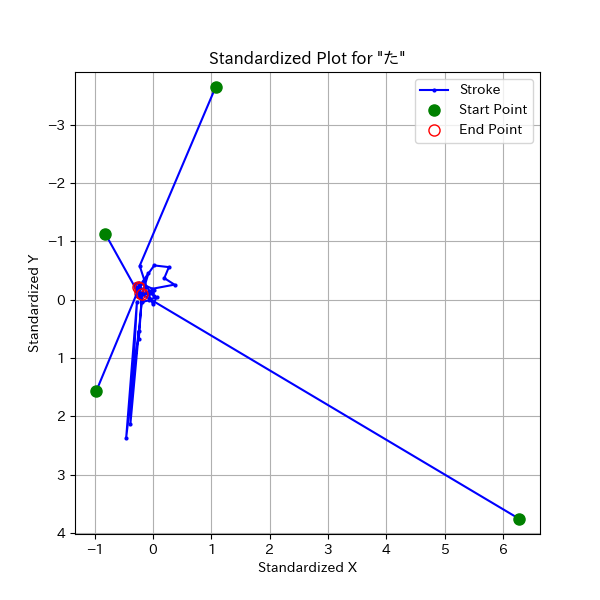 Standardized Plot for "た"
Stroke
Start Point
End Point
−3
−2
−1
0
1
2
3
4
Standardized Y
−1 0 1 2 3 4 5 6
Standardized X